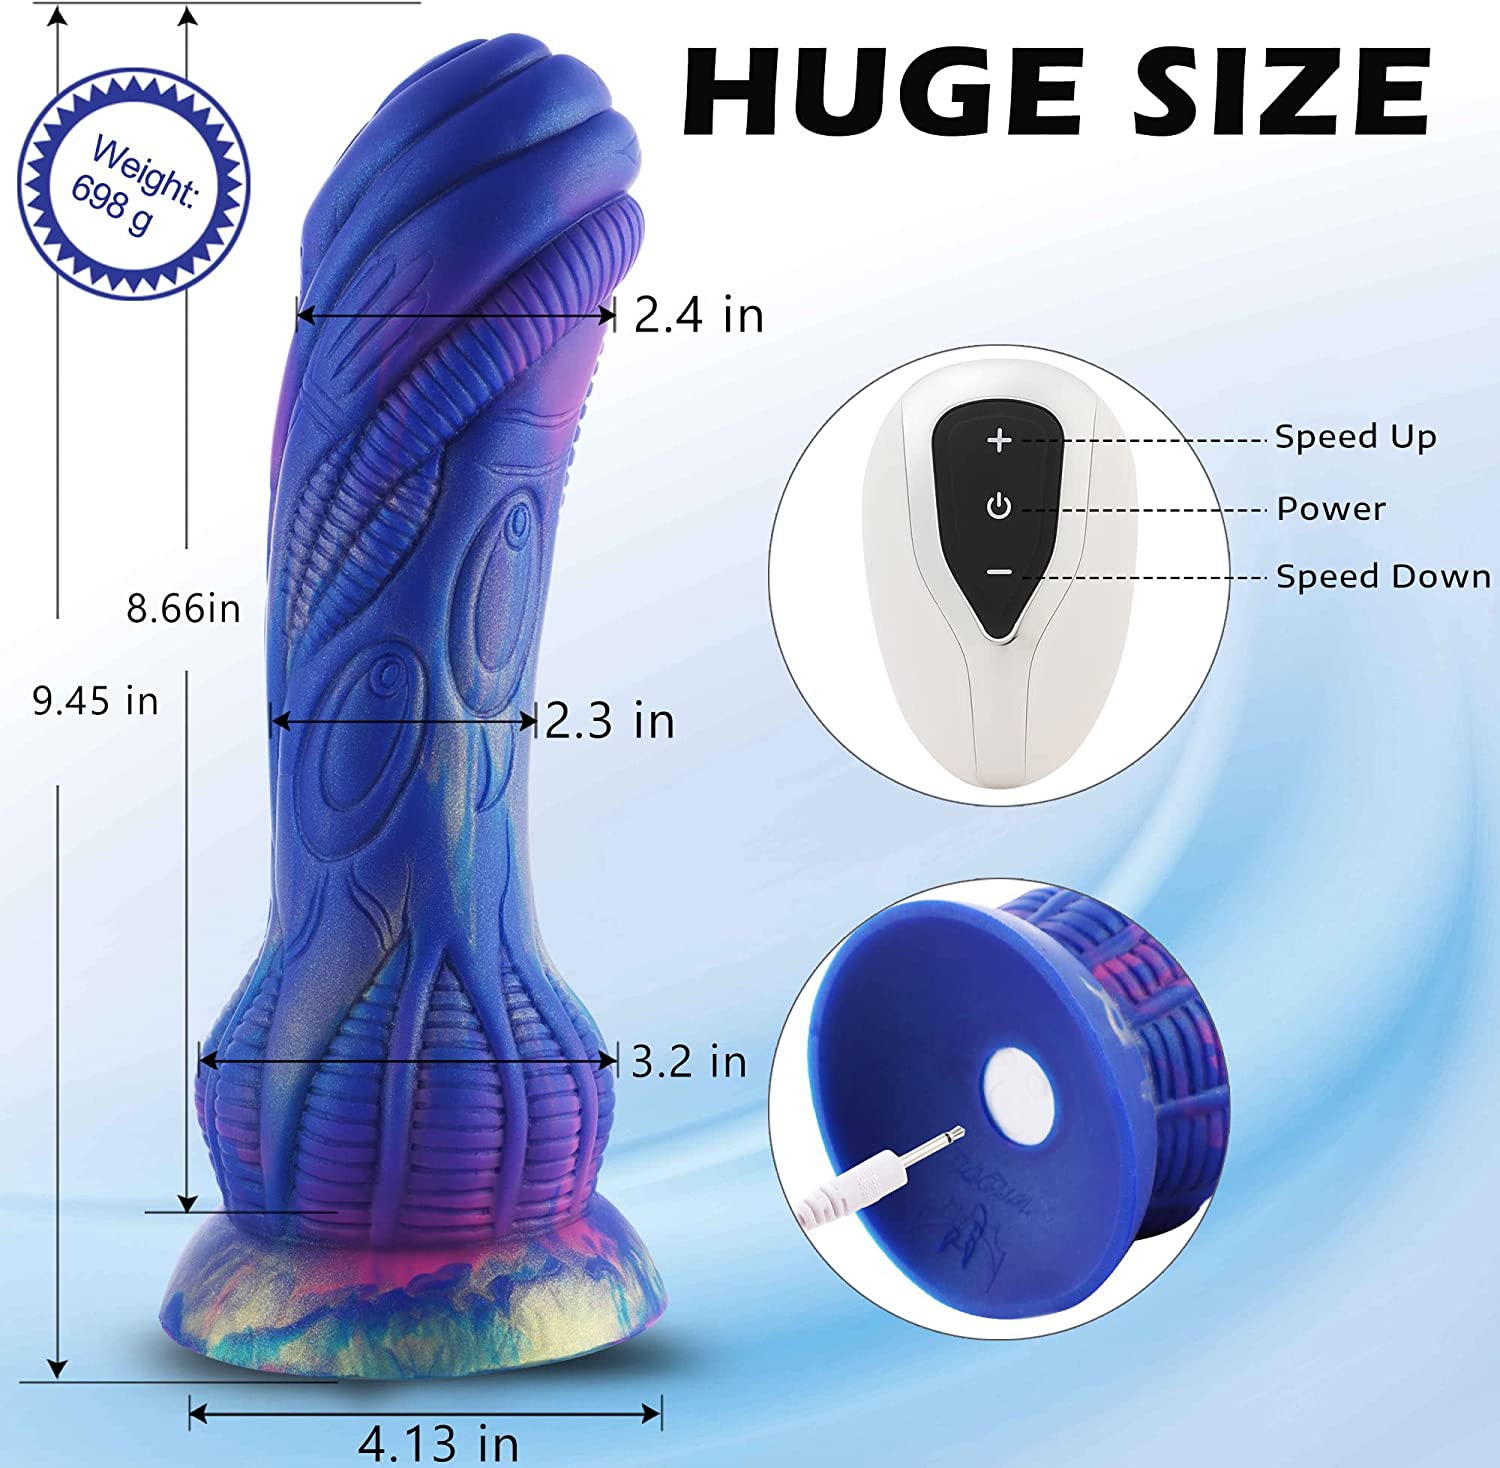 HUGE SIZE
Weight:
698 g
2.4 in
Speed Up
Power
Speed Down
8.66in
9.45 in
2.3 in
3.2 in
4.13 in